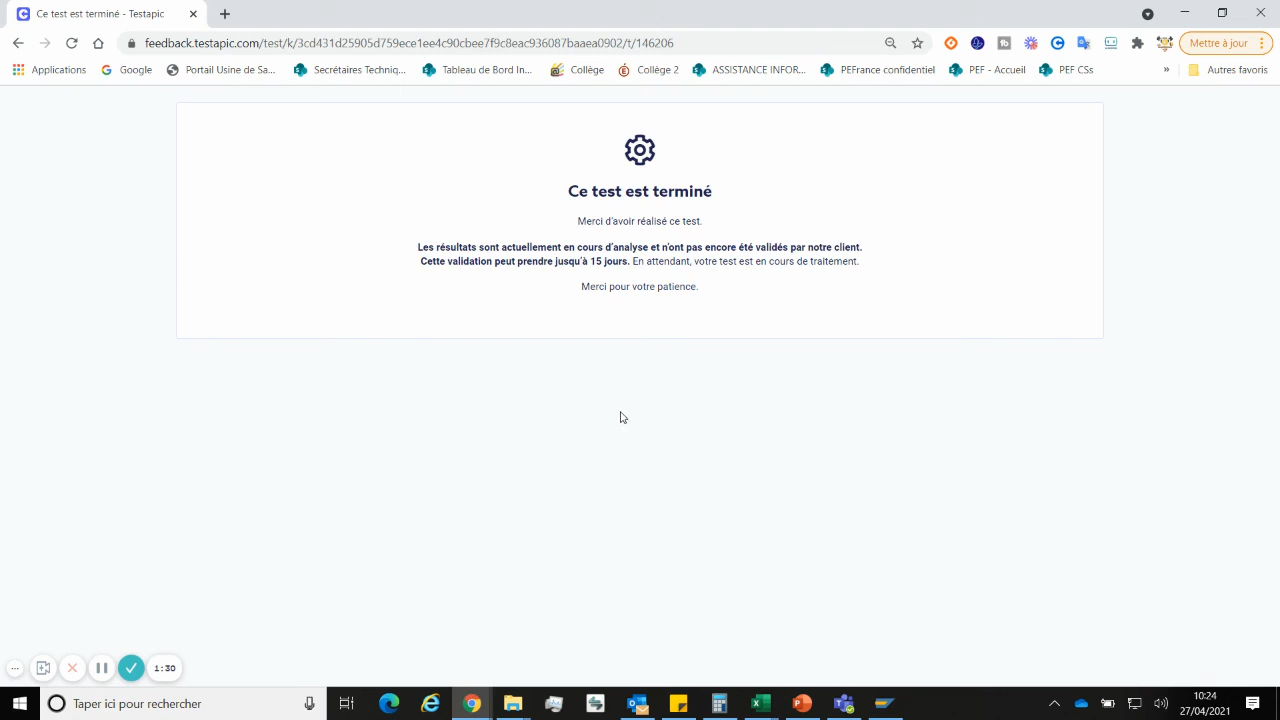 Ce test est terminé - Testapic
feedback.testapic.com/test/k/3cd431d25905d759ece1ee4c90cbee7f9c8eac936087baaea0902/t/146206
Mettre à jour
Applications
Google
Portail Usine de Sa...
Secrétaires Techniq...
Tableau de Bord In...
Collège
Collège 2
ASSISTANCE INFOR...
PEFrance confidentiel
PEF - Accueil
PEF CSs
»
Autres favoris
Ce test est terminé
Merci d'avoir réalisé ce test.
Les résultats sont actuellement en cours d'analyse et n'ont pas encore été validés par notre client.
Cette validation peut prendre jusqu'à 15 jours. En attendant, votre test est en cours de traitement.
Merci pour votre patience.
1:30
Taper ici pour rechercher
10:24
27/04/2021